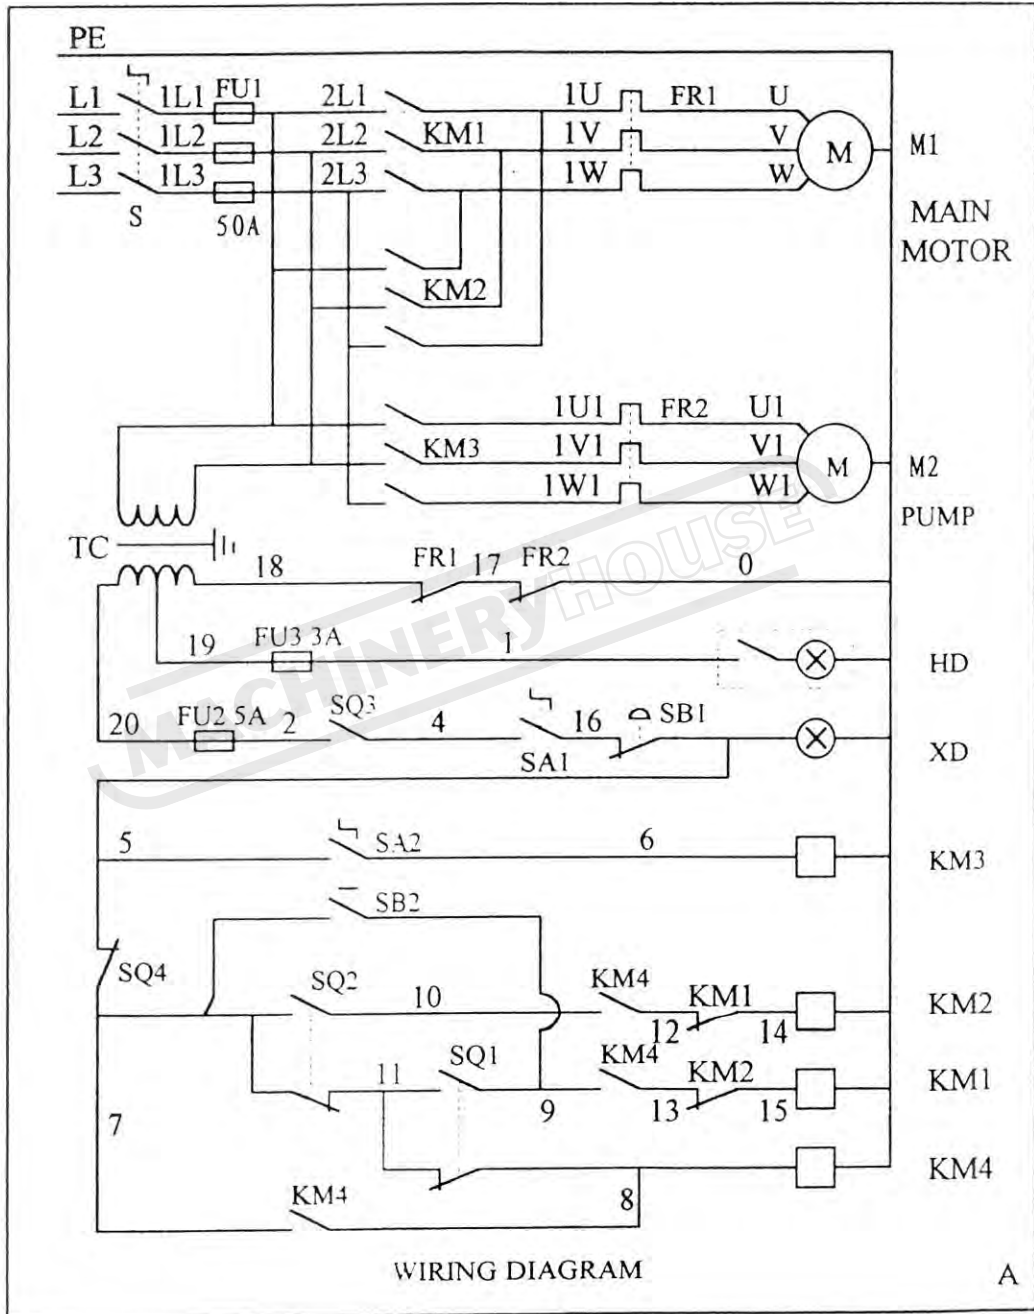 PE
L1 1L1 FU1 2L1 1U FR1 U
L2 1L2 2L2 KM1 1V V M M1
L3 1L3 2L3 1W W
S 50A MAIN
MOTOR
KM2
1U1 FR2 U1
KM3 1V1 V1 M M2
1W1 W1
PUMP
TC
18 FR1 17 FR2 0
19 FU3 3A 1 HD
20 FU2 5A 2 SQ3 4 SA1 16 SB1 XD
5 SA2 6 KM3
SB2
SQ4 SQ2 10 KM4 12 KM1 14 KM2
11 SQ1 9 KM4 13 KM2 15 KM1
7
KM4
KM4 8
MACHINERYHOUSE
WIRING DIAGRAM
A